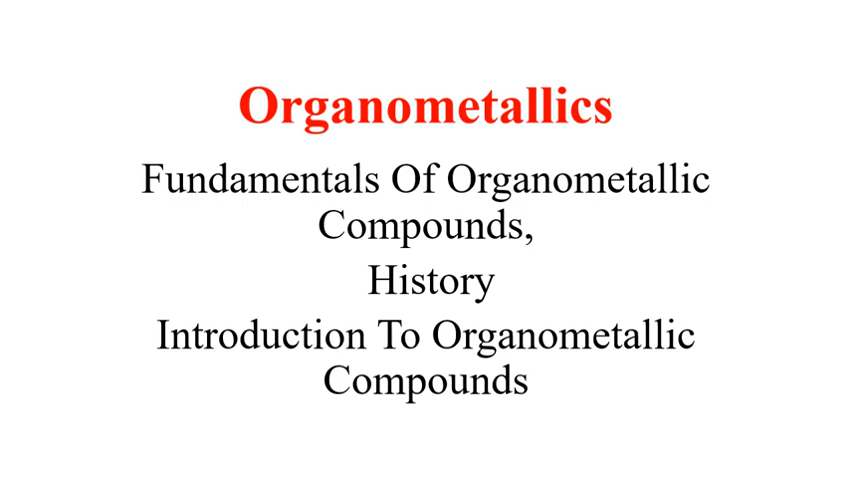 Organometallics
Fundamentals Of Organometallic
Compounds,
History
Introduction To Organometallic
Compounds